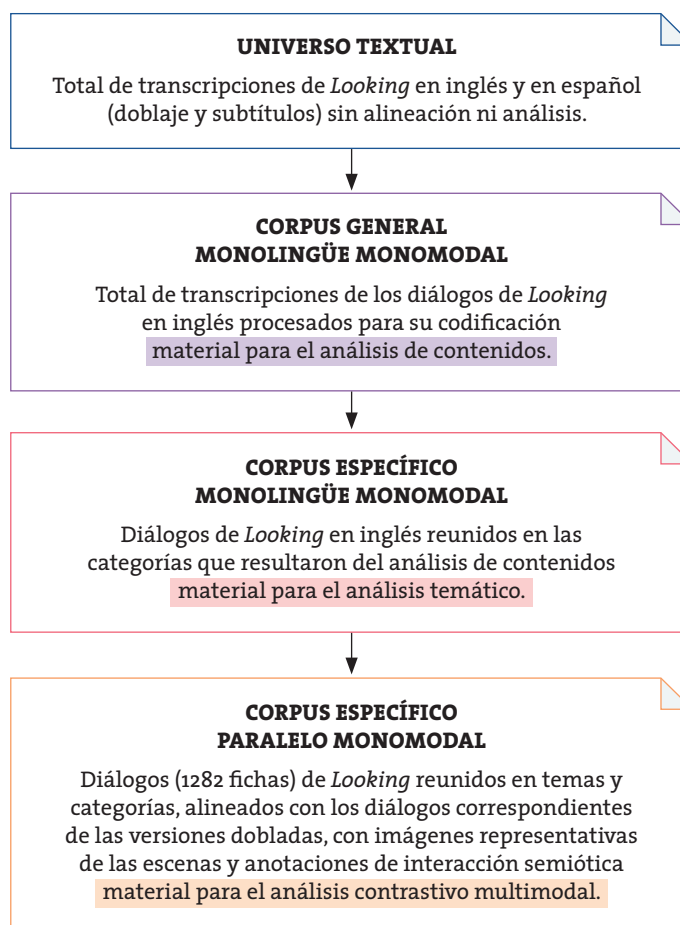 UNIVERSO TEXTUAL
Total de transcripciones de Looking en inglés y en español
(doblaje y subtítulos) sin alineación ni análisis.
CORPUS GENERAL
MONOLINGÜE MONOMODAL
Total de transcripciones de los diálogos de Looking
en inglés procesados para su codificación
material para el análisis de contenidos.
CORPUS ESPECÍFICO
MONOLINGÜE MONOMODAL
Diálogos de Looking en inglés reunidos en las
categorías que resultaron del análisis de contenidos
material para el análisis temático.
CORPUS ESPECÍFICO
PARALELO MONOMODAL
Diálogos (1282 fichas) de Looking reunidos en temas y
categorías, alineados con los diálogos correspondientes
de las versiones dobladas, con imágenes representativas
de las escenas y anotaciones de interacción semiótica
material para el análisis contrastivo multimodal.